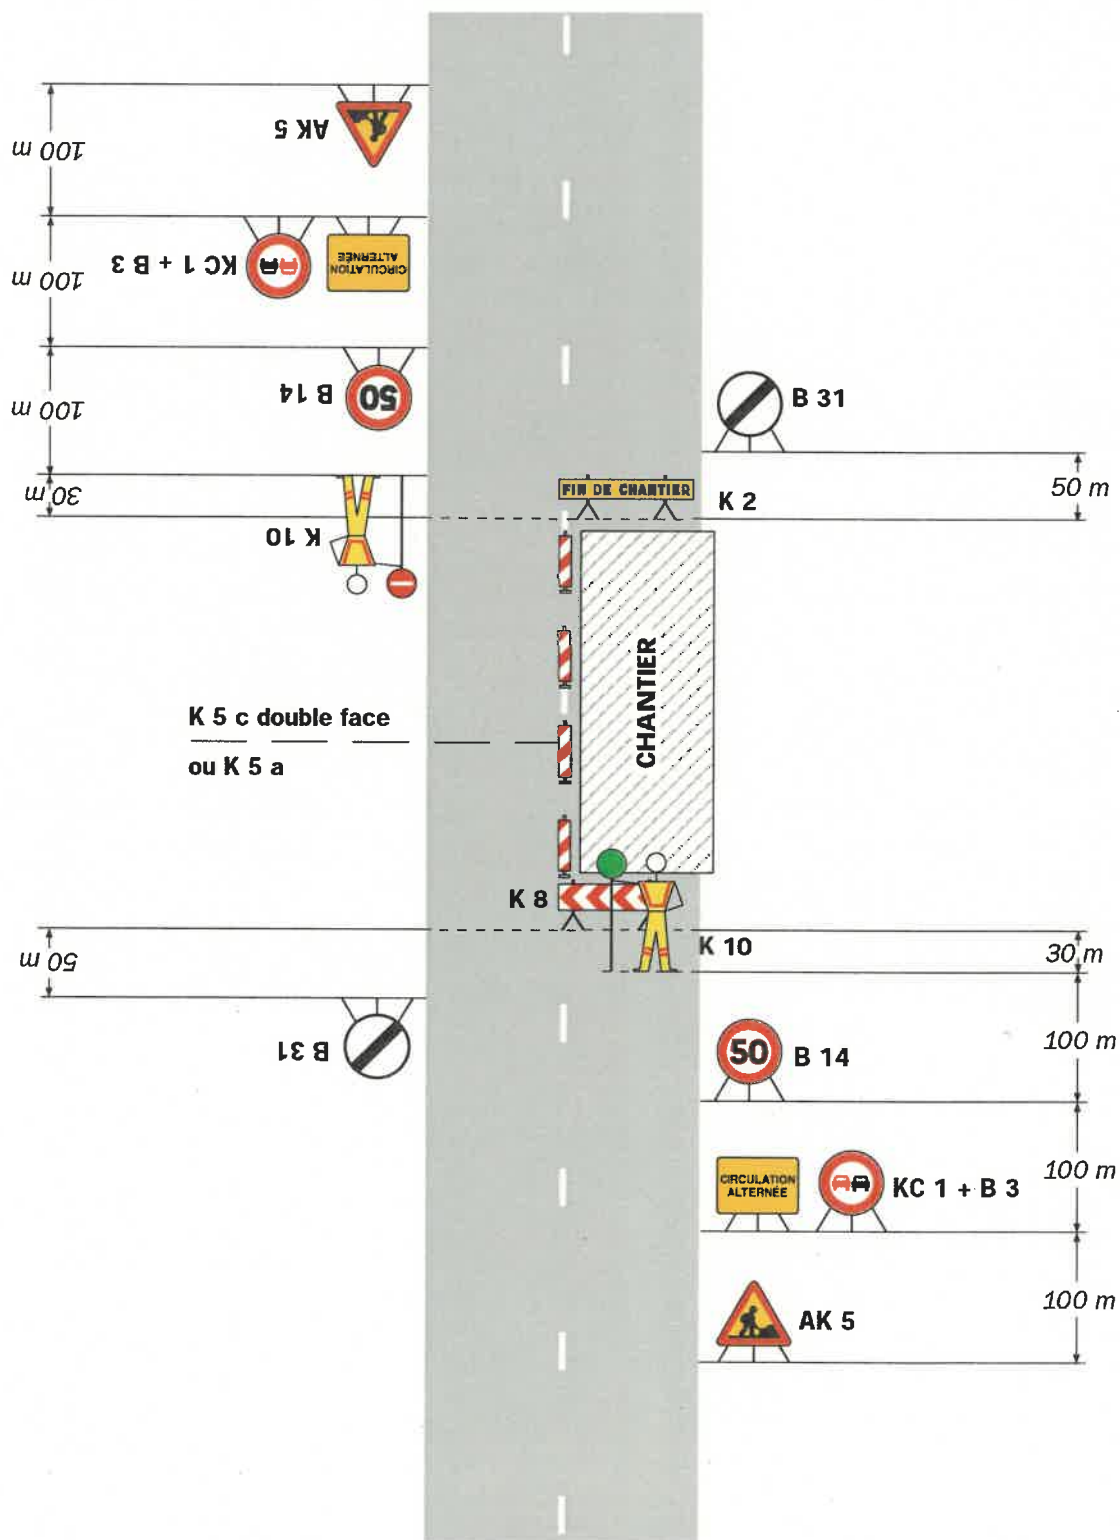 AK 5
100 m
KC 1 + B 3
CIRCULATION
ALTERNÉE
100 m
B 14
50
100 m
B 31
50 m
30 m
K 10
FIN DE CHANTIER
K 2
CHANTIER
K 5 c double face
ou K 5 a
K 8
K 10
30 m
50 m
B 31
50
B 14
100 m
CIRCULATION
ALTERNÉE
KC 1 + B 3
100 m
AK 5
100 m